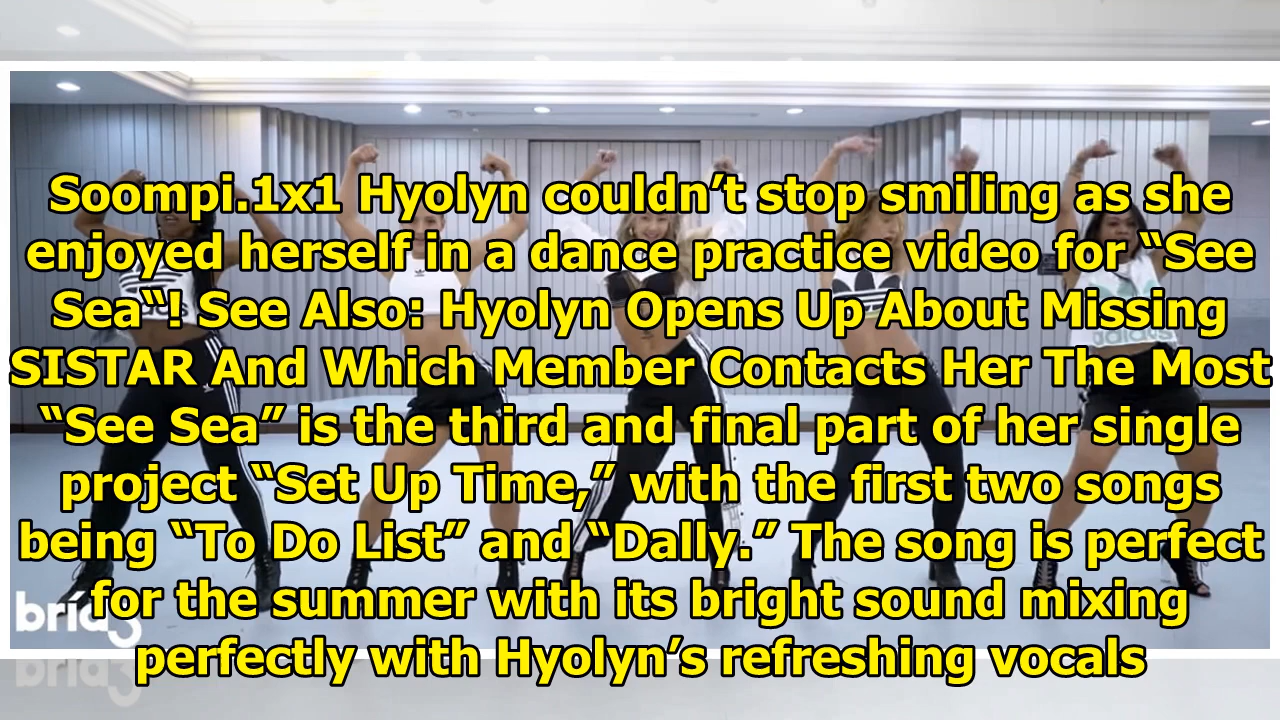 Soompi.1x1 Hyolyn couldn’t stop smiling as she
enjoyed herself in a dance practice video for “See
Sea“! See Also: Hyolyn Opens Up About Missing
SISTAR And Which Member Contacts Her The Most
“See Sea” is the third and final part of her single
project “Set Up Time,” with the first two songs
being “To Do List” and “Dally.” The song is perfect
for the summer with its bright sound mixing
perfectly with Hyolyn’s refreshing vocals
adidas